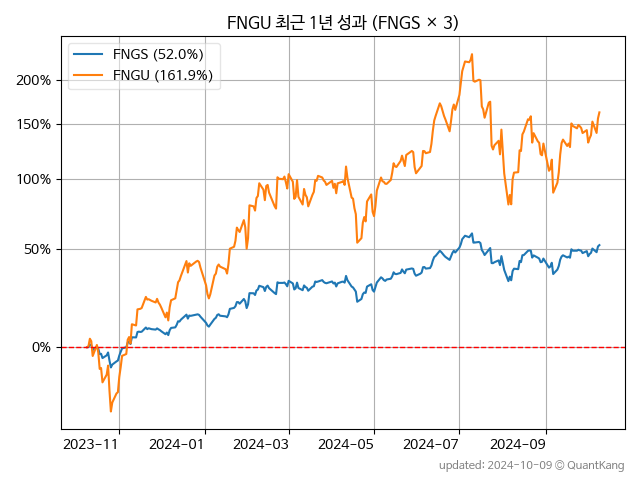 FNGU 최근 1년 성과 (FNGS × 3)
FNGS (52.0%)
FNGU (161.9%)
200%
150%
100%
50%
0%
2023-11 2024-01 2024-03 2024-05 2024-07 2024-09
updated: 2024-10-09 © QuantKang